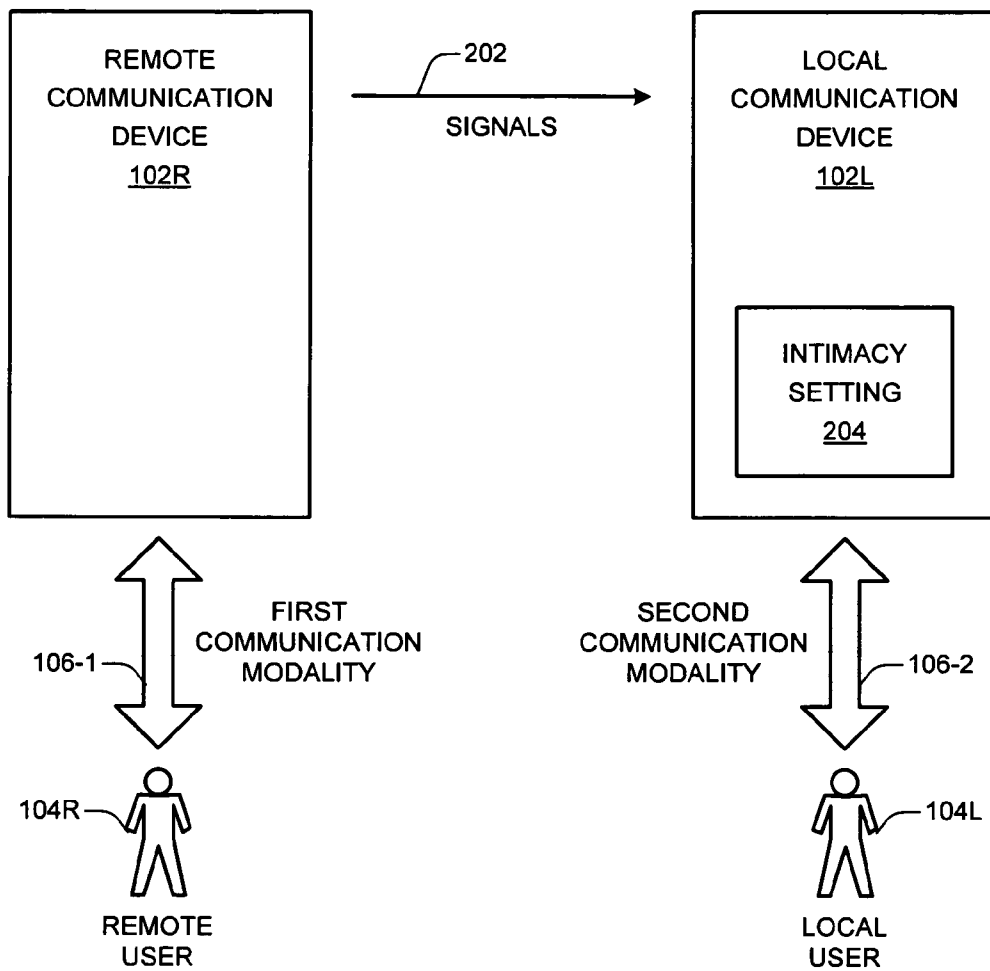 REMOTE
COMMUNICATION
DEVICE
102R
202
SIGNALS
LOCAL
COMMUNICATION
DEVICE
102L
INTIMACY
SETTING
204
106-1
FIRST
COMMUNICATION
MODALITY
SECOND
COMMUNICATION
MODALITY
106-2
104R
REMOTE
USER
104L
LOCAL
USER